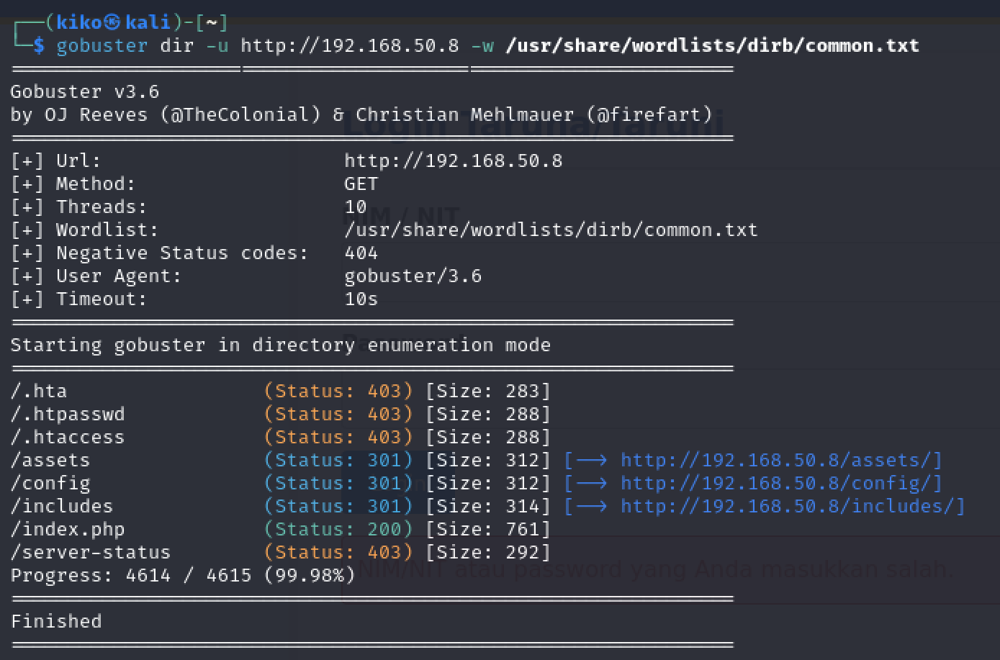 ┌──(kiko㉿kali)-[~]
└─$ gobuster dir -u http://192.168.50.8 -w /usr/share/wordlists/dirb/common.txt
===============================================================
Gobuster v3.6
by OJ Reeves (@TheColonial) & Christian Mehlmauer (@firefart)
===============================================================
[+] Url: http://192.168.50.8
[+] Method: GET
[+] Threads: 10
[+] Wordlist: /usr/share/wordlists/dirb/common.txt
[+] Negative Status codes: 404
[+] User Agent: gobuster/3.6
[+] Timeout: 10s
===============================================================
Starting gobuster in directory enumeration mode
===============================================================
/.hta (Status: 403) [Size: 283]
/.htpasswd (Status: 403) [Size: 288]
/.htaccess (Status: 403) [Size: 288]
/assets (Status: 301) [Size: 312] [--> http://192.168.50.8/assets/]
/config (Status: 301) [Size: 312] [--> http://192.168.50.8/config/]
/includes (Status: 301) [Size: 314] [--> http://192.168.50.8/includes/]
/index.php (Status: 200) [Size: 761]
/server-status (Status: 403) [Size: 292]
Progress: 4614 / 4615 (99.98%)
===============================================================
Finished
===============================================================
Login Taruna/Taruni
NIM / NIT
Password
NIM/NIT atau password yang Anda masukkan salah.